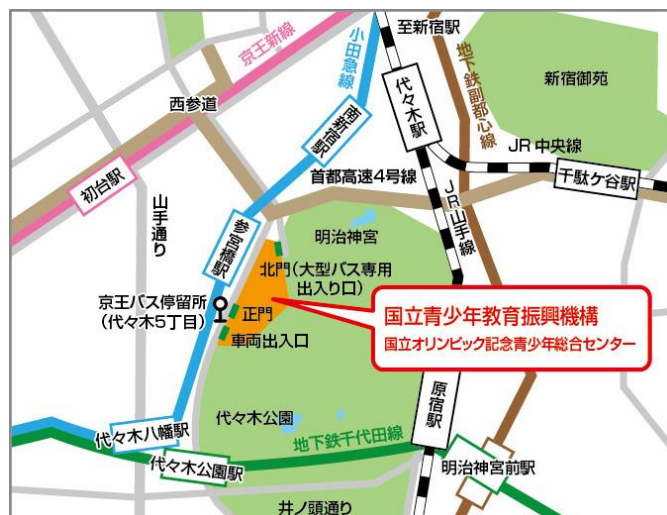 至新宿駅
京王新線
小田急線
地下鉄副都心線
新宿御苑
代々木駅
西参道
南新宿駅
JR中央線
初台駅
首都高速4号線
千駄ケ谷駅
山手通り
参宮橋駅
明治神宮
JR山手線
北門(大型バス専用
出入り口)
京王バス停留所
(代々木5丁目)
正門
車両出入口
国立青少年教育振興機構
国立オリンピック記念青少年総合センター
原宿駅
代々木公園
代々木八幡駅
地下鉄千代田線
代々木公園駅
明治神宮前駅
井ノ頭通り